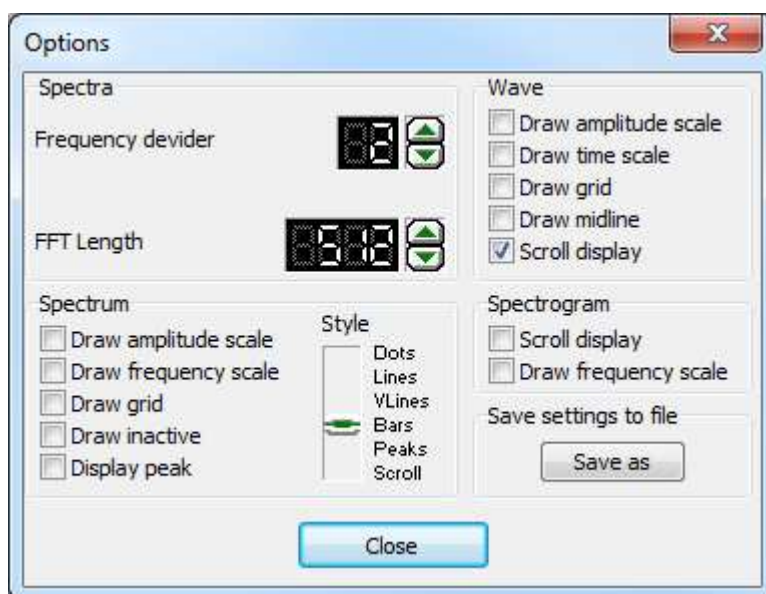 Options
Spectra
Frequency devider
2
FFT Length
512
Wave
Draw amplitude scale
Draw time scale
Draw grid
Draw midline
Scroll display
Spectrum
Draw amplitude scale
Draw frequency scale
Draw grid
Draw inactive
Display peak
Style
Dots
Lines
VLines
Bars
Peaks
Scroll
Spectrogram
Scroll display
Draw frequency scale
Save settings to file
Save as
Close